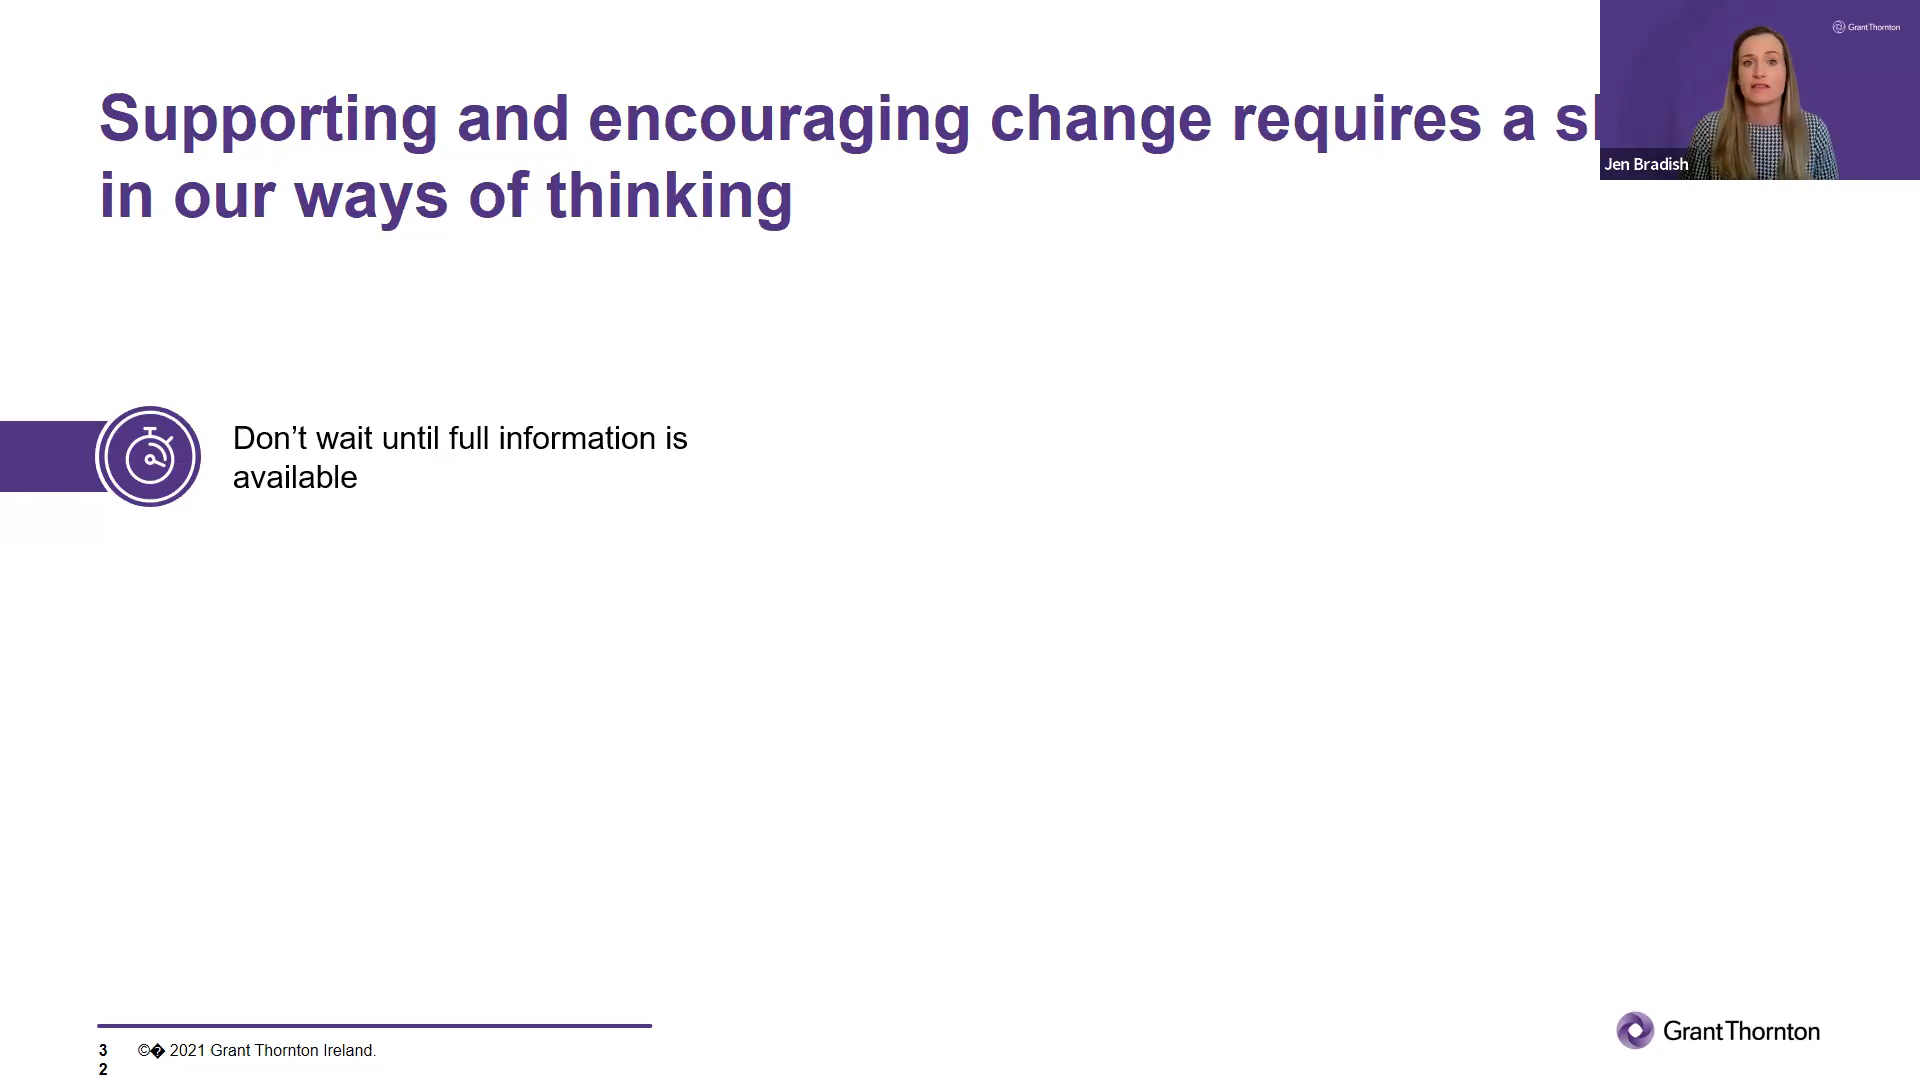 Grant Thornton
Supporting and encouraging change requires a
in our ways of thinking
Jen Bradish
Don’t wait until full information is
available
3
2
©� 2021 Grant Thornton Ireland.
Grant Thornton